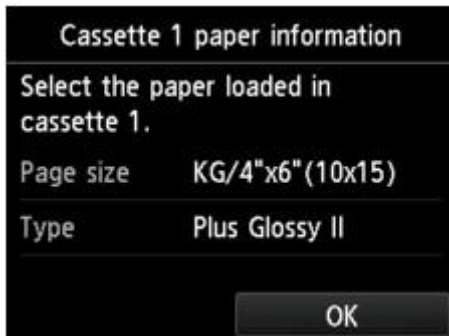 Cassette 1 paper information
Select the paper loaded in
cassette 1.
Page size KG/4"x6"(10x15)
Type Plus Glossy II
OK